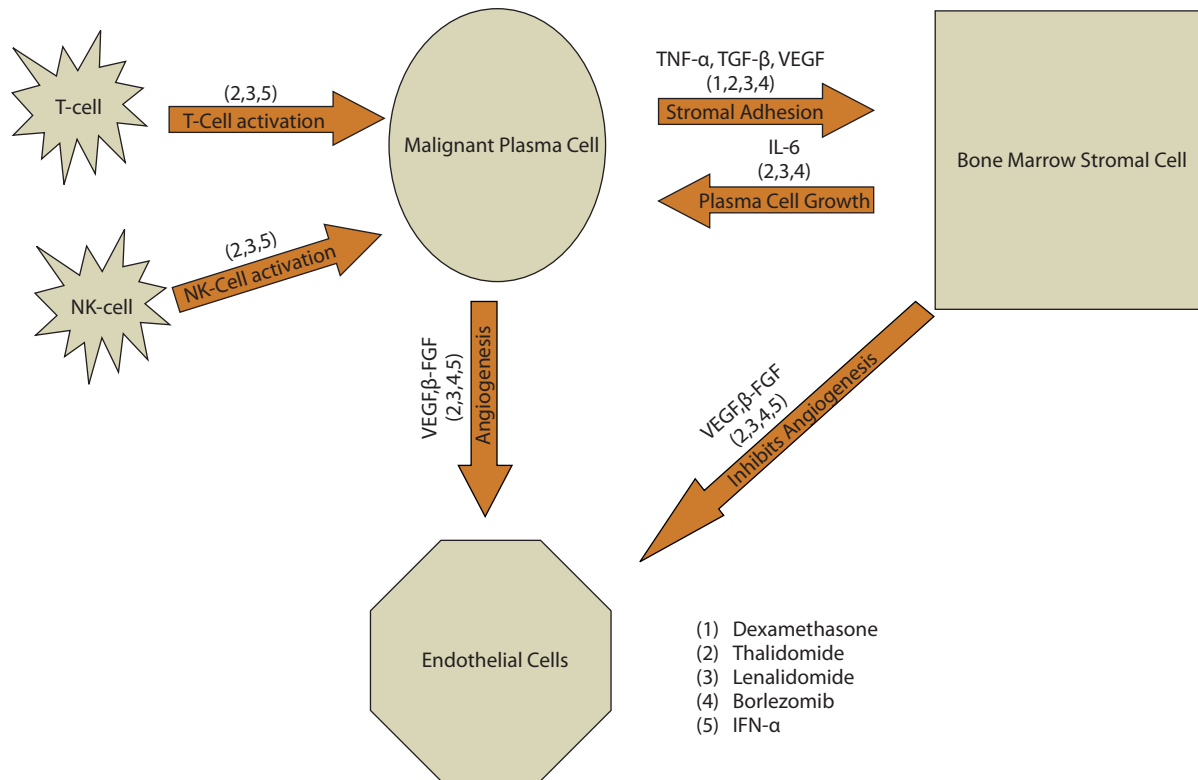 T-cell
(2,3,5)
T-Cell activation
NK-cell
(2,3,5)
NK-Cell activation
Malignant Plasma Cell
TNF-α, TGF-β, VEGF
(1,2,3,4)
Stromal Adhesion
IL-6
(2,3,4)
Plasma Cell Growth
Bone Marrow Stromal Cell
VEGF,β-FGF
(2,3,4,5)
Angiogenesis
VEGF,β-FGF
(2,3,4,5)
Inhibits Angiogenesis
Endothelial Cells
(1) Dexamethasone
(2) Thalidomide
(3) Lenalidomide
(4) Borlezomib
(5) IFN-α